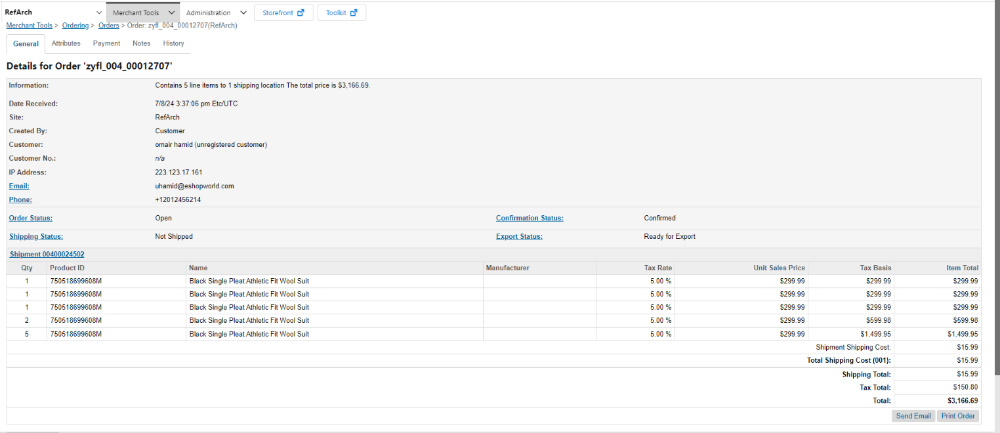 RefArch Merchant Tools Administration Storefront Toolkit
Merchant Tools > Ordering > Orders > Order: zyfl_004_00012707(RefArch)
General Attributes Payment Notes History
Details for Order 'zyfl_004_00012707'
Information: Contains 5 line items to 1 shipping location The total price is $3,166.69.
Date Received: 7/8/24 3:37:06 pm Etc/UTC
Site: RefArch
Created By: Customer
Customer: omair hamid (unregistered customer)
Customer No.: n/a
IP Address: 223.123.17.161
Email: uhamid@eshopworld.com
Phone: +12012456214
Order Status: Open Confirmation Status: Confirmed
Shipping Status: Not Shipped Export Status: Ready for Export
Shipment 00400024502
Qty Product ID Name Manufacturer Tax Rate Unit Sales Price Tax Basis Item Total
1 750518699608M Black Single Pleat Athletic Fit Wool Suit 5.00 % $299.99 $299.99 $299.99
1 750518699608M Black Single Pleat Athletic Fit Wool Suit 5.00 % $299.99 $299.99 $299.99
1 750518699608M Black Single Pleat Athletic Fit Wool Suit 5.00 % $299.99 $299.99 $299.99
2 750518699608M Black Single Pleat Athletic Fit Wool Suit 5.00 % $299.99 $599.98 $599.98
5 750518699608M Black Single Pleat Athletic Fit Wool Suit 5.00 % $299.99 $1,499.95 $1,499.95
Shipment Shipping Cost: $15.99
Total Shipping Cost (001): $15.99
Shipping Total: $15.99
Tax Total: $150.80
Total: $3,166.69
Send Email Print Order